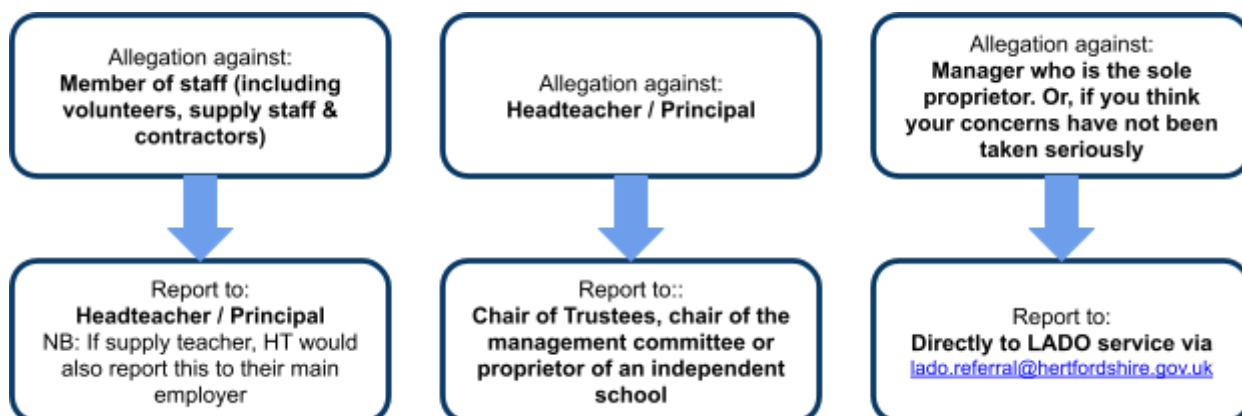 Allegation against:
Member of staff (including
volunteers, supply staff &
contractors)
Allegation against:
Headteacher / Principal
Allegation against:
Manager who is the sole
proprietor. Or, if you think
your concerns have not been
taken seriously
Report to:
Headteacher / Principal
NB: If supply teacher, HT would
also report this to their main
employer
Report to::
Chair of Trustees, chair of the
management committee or
proprietor of an independent
school
Report to:
Directly to LADO service via
lado.referral@hertfordshire.gov.uk